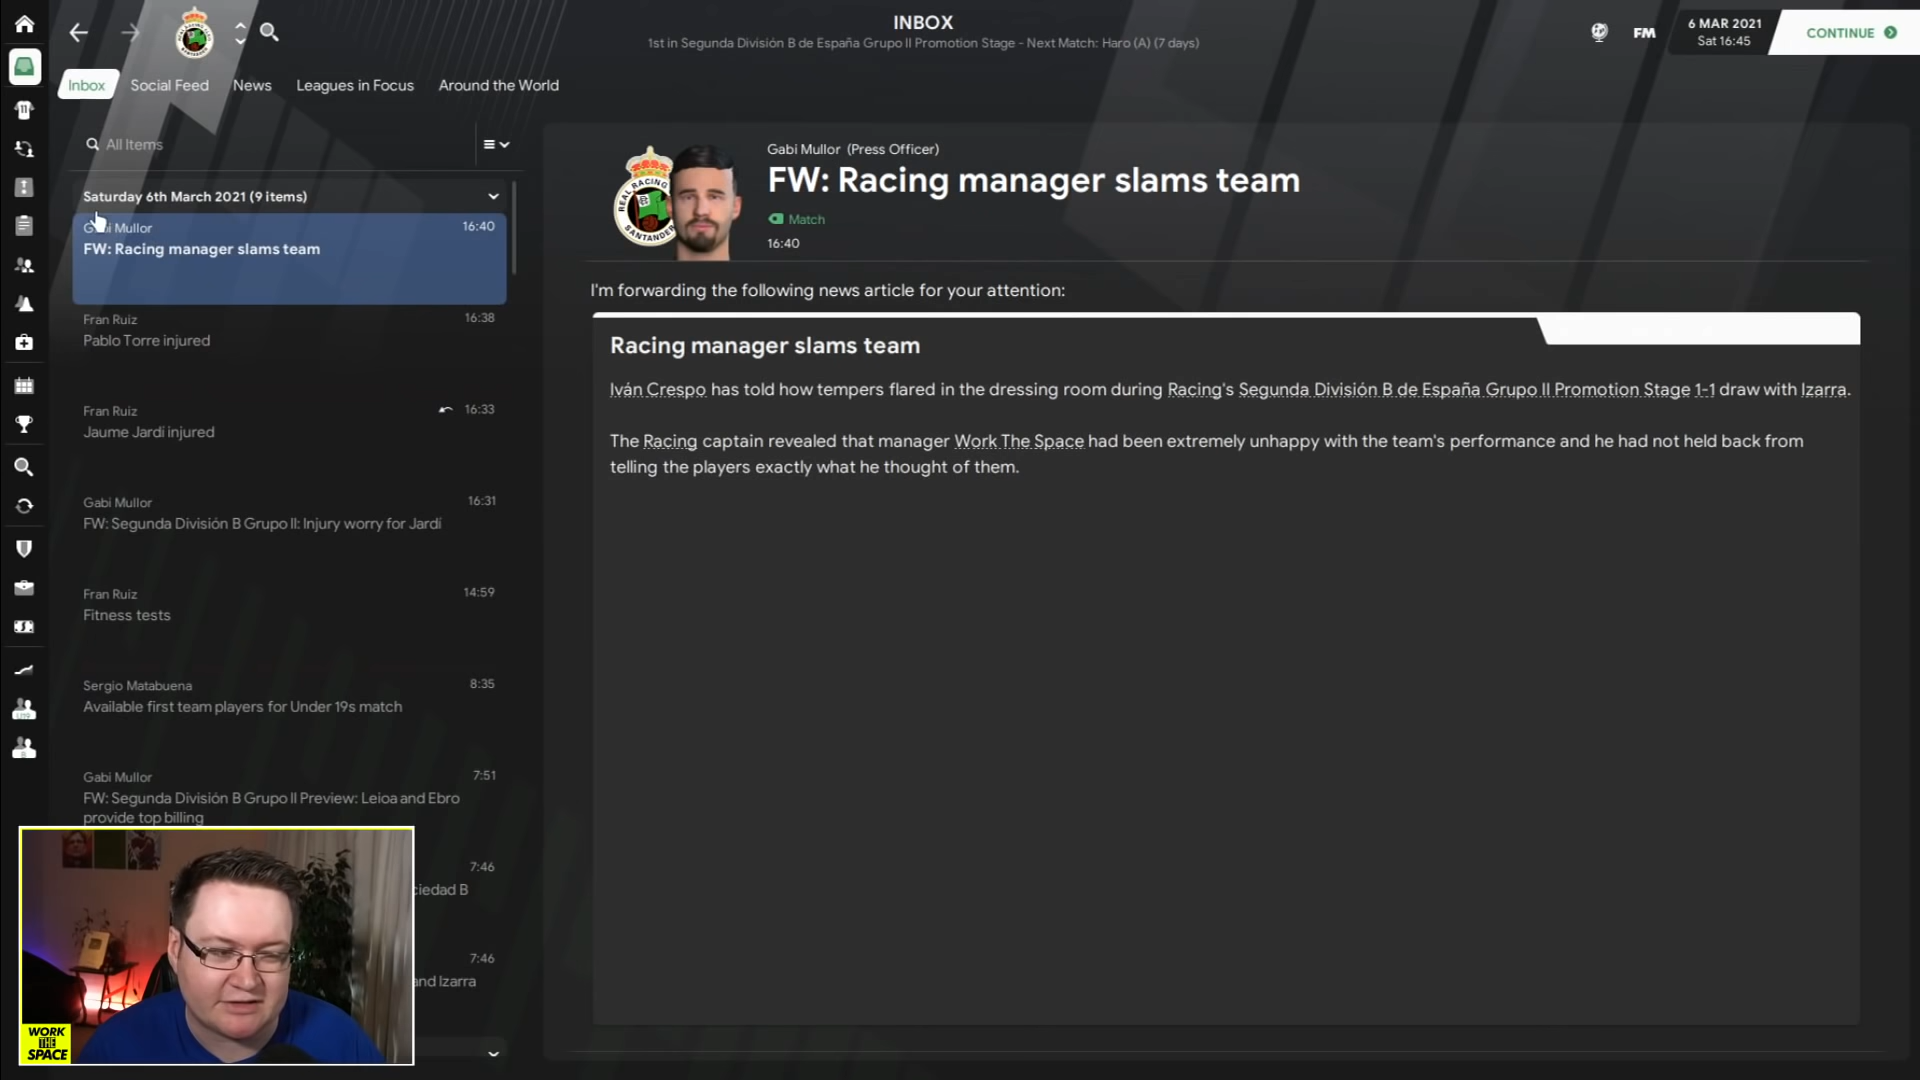 INBOX
1st in Segunda División B de España Grupo II Promotion Stage - Next Match: Haro (A) (7 days)
FM
6 MAR 2021
Sat 16:45
CONTINUE
Inbox
Social Feed
News
Leagues in Focus
Around the World
All Items
Saturday 6th March 2021 (9 items)
Gabi Mullor
16:40
FW: Racing manager slams team
Fran Ruiz
16:38
Pablo Torre injured
Fran Ruiz
16:33
Jaume Jardí injured
Gabi Mullor
16:31
FW: Segunda División B Grupo II: Injury worry for Jardí
Fran Ruiz
14:59
Fitness tests
Sergio Matabuena
8:35
Available first team players for Under 19s match
Gabi Mullor
7:51
FW: Segunda División B Grupo II Preview: Leioa and Ebro
provide top billing
7:46
ciedad B
7:46
and Izarra
Gabi Mullor (Press Officer)
FW: Racing manager slams team
Match
16:40
REAL RACING
SANTANDER
I'm forwarding the following news article for your attention:
Racing manager slams team
Iván Crespo has told how tempers flared in the dressing room during Racing's Segunda División B de España Grupo II Promotion Stage 1-1 draw with Izarra.
The Racing captain revealed that manager Work The Space had been extremely unhappy with the team's performance and he had not held back from
telling the players exactly what he thought of them.
WORK
THE
SPACE